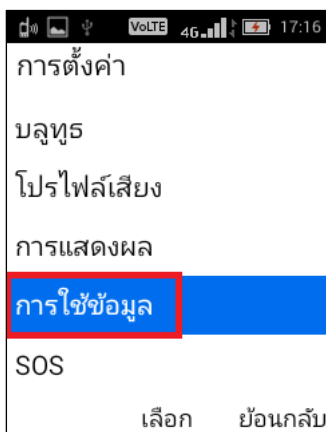 VoLTE 4G 17:16
การตั้งค่า
บลูทูธ
โปรไฟล์เสียง
การแสดงผล
การใช้ข้อมูล
SOS
เลือก ย้อนกลับ